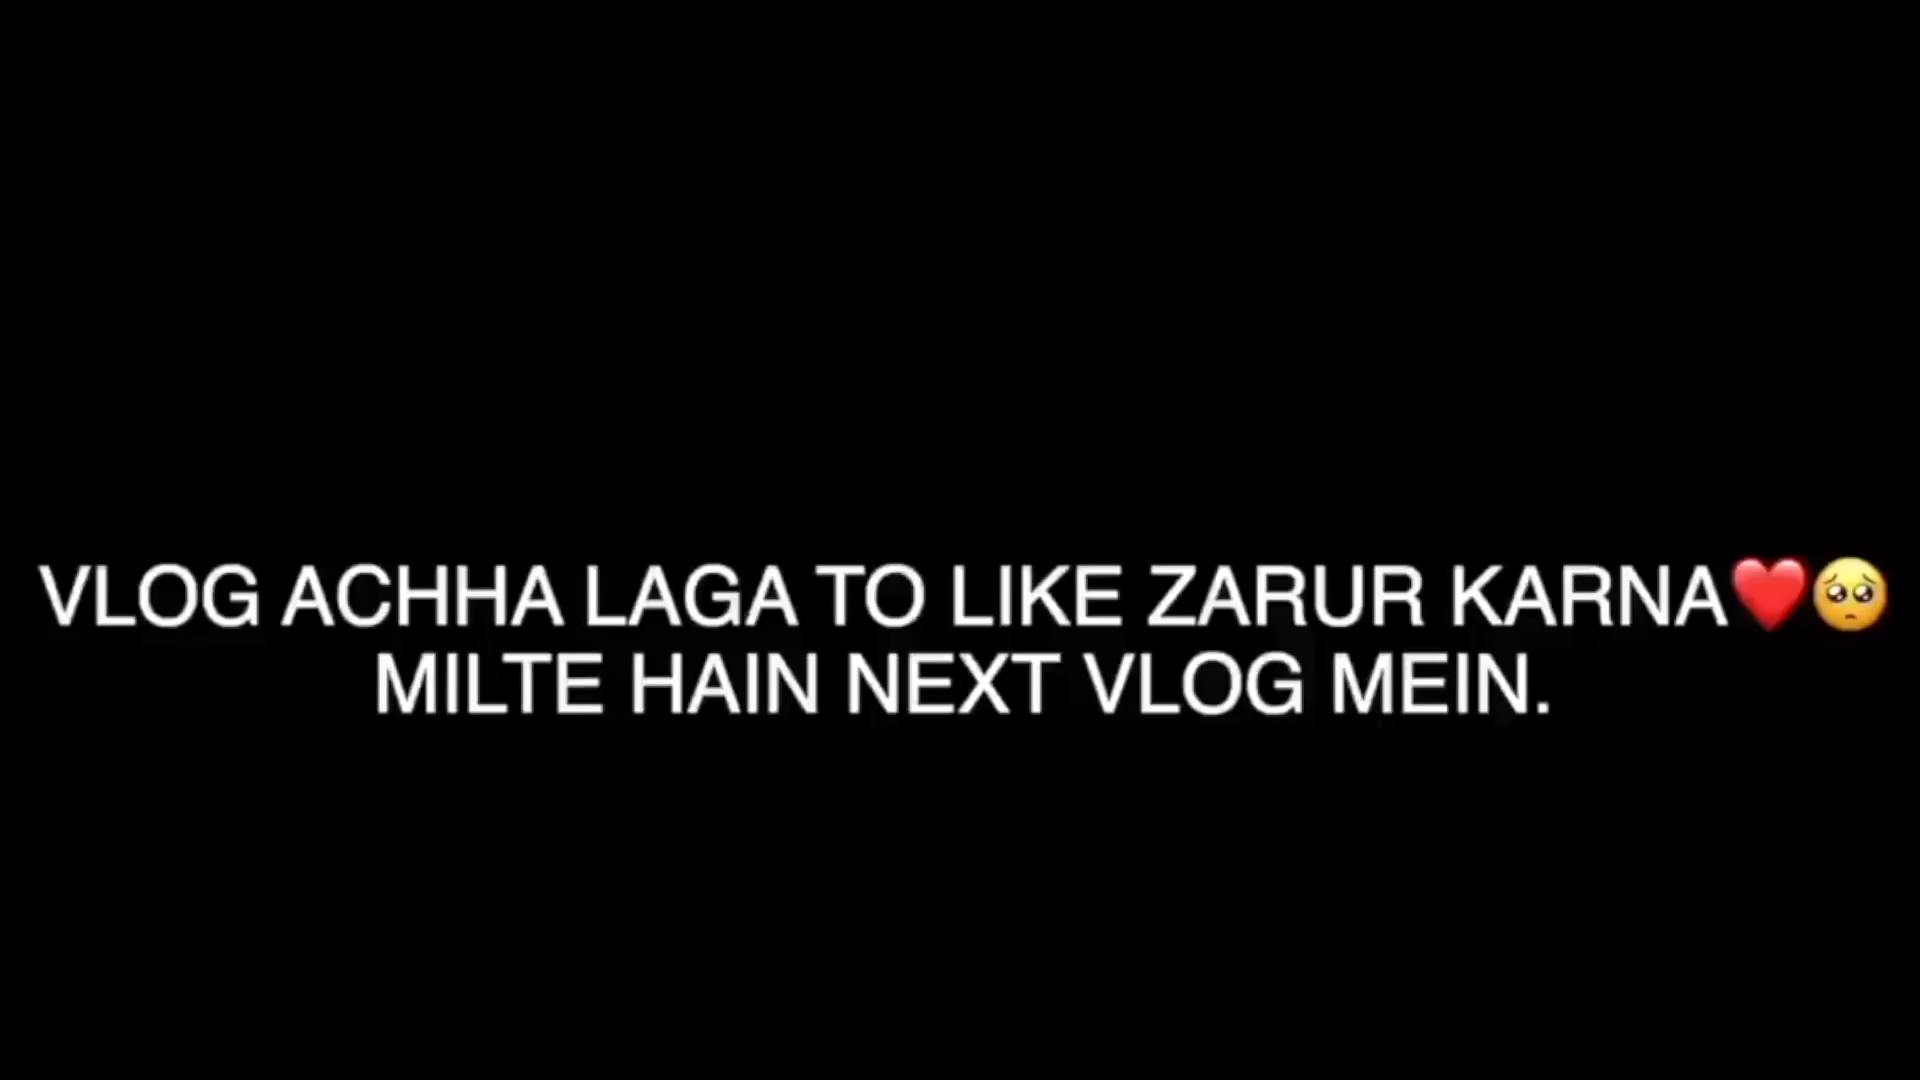 VLOG ACHHA LAGA TO LIKE ZARUR KARNA❤️🥺
MILTE HAIN NEXT VLOG MEIN.